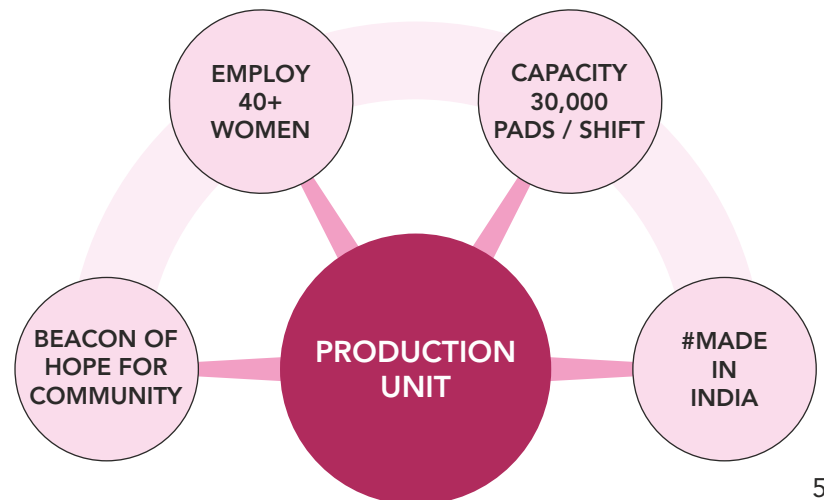 EMPLOY
40+
WOMEN
CAPACITY
30,000
PADS / SHIFT
BEACON OF
HOPE FOR
COMMUNITY
PRODUCTION
UNIT
#MADE
IN
INDIA
5